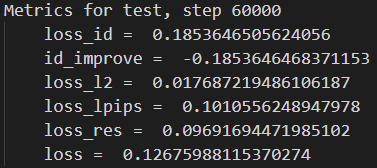 Metrics for test, step 60000
loss_id = 0.1853646505624056
id_improve = -0.1853646468371153
loss_l2 = 0.017687219486106187
loss_lpips = 0.1010556248947978
loss_res = 0.09691694471985102
loss = 0.12675988115370274